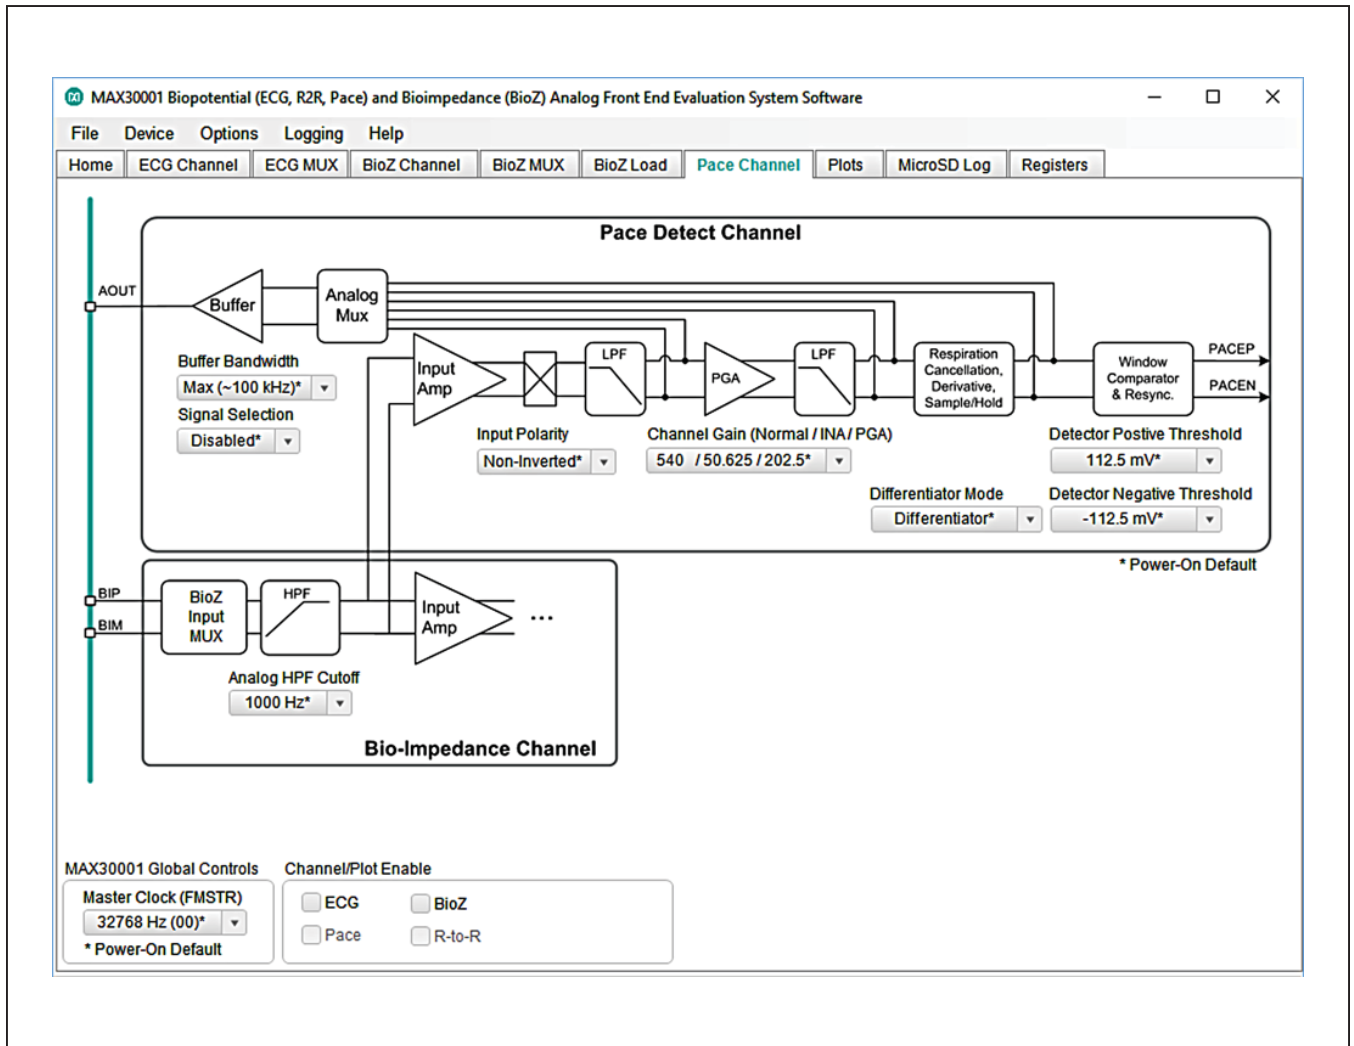 MAX30001 Biopotential (ECG, R2R, Pace) and Bioimpedance (BioZ) Analog Front End Evaluation System Software
File Device Options Logging Help
Home ECG Channel ECG MUX BioZ Channel BioZ MUX BioZ Load Pace Channel Plots MicroSD Log Registers
Pace Detect Channel
AOUT
Buffer
Analog
Mux
Buffer Bandwidth
Max (~100 kHz)*
Signal Selection
Disabled*
Input
Amp
LPF
PGA
LPF
Respiration
Cancellation,
Derivative,
Sample/Hold
Window
Comparator
& Resync.
PACEP
PACEN
Input Polarity
Non-Inverted*
Channel Gain (Normal / INA / PGA)
540 / 50.625 / 202.5*
Detector Postive Threshold
112.5 mV*
Differentiator Mode
Differentiator*
Detector Negative Threshold
-112.5 mV*
* Power-On Default
BIP
BIM
BioZ
Input
MUX
HPF
Input
Amp
...
Analog HPF Cutoff
1000 Hz*
Bio-Impedance Channel
MAX30001 Global Controls
Master Clock (FMSTR)
32768 Hz (00)*
* Power-On Default
Channel/Plot Enable
ECG BioZ
Pace R-to-R